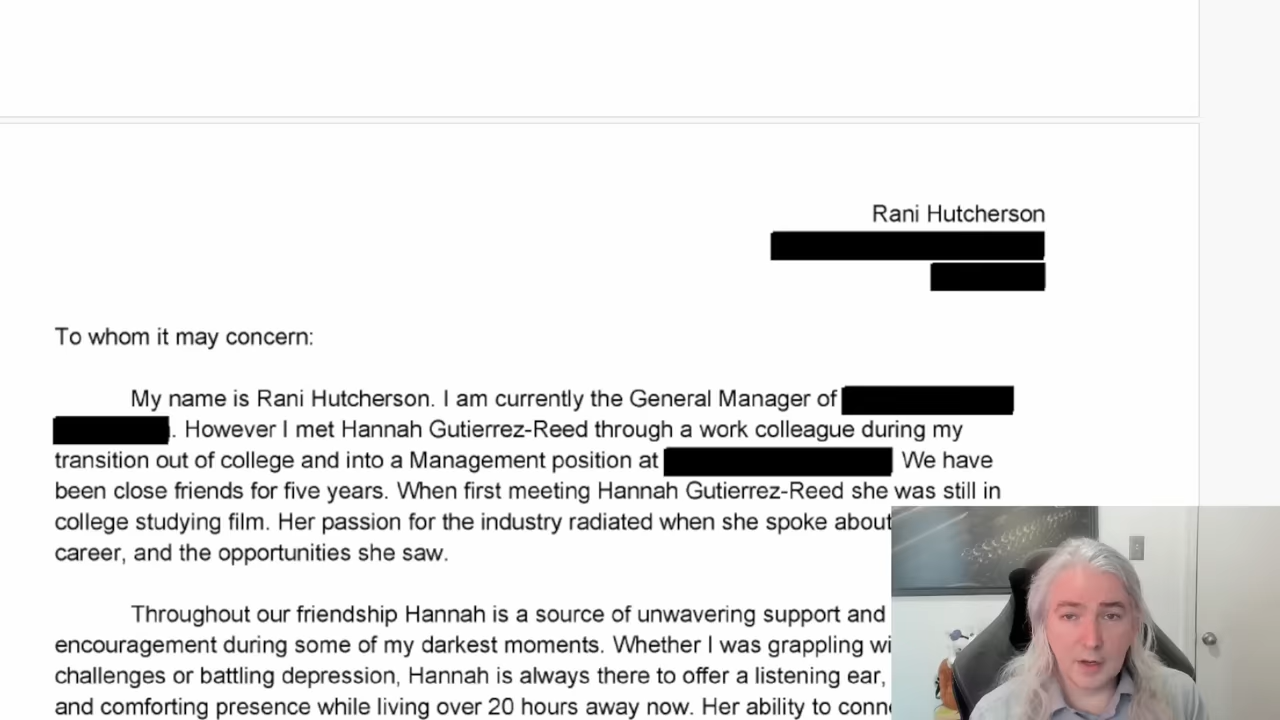 Rani Hutcherson
To whom it may concern:
My name is Rani Hutcherson. I am currently the General Manager of
. However I met Hannah Gutierrez-Reed through a work colleague during my
transition out of college and into a Management position at
We have
been close friends for five years. When first meeting Hannah Gutierrez-Reed she was still in
college studying film. Her passion for the industry radiated when she spoke about
career, and the opportunities she saw.
Throughout our friendship Hannah is a source of unwavering support and
encouragement during some of my darkest moments. Whether I was grappling
challenges or battling depression, Hannah is always there to offer a listening ear,
and comforting presence while living over 20 hours away now. Her ability to